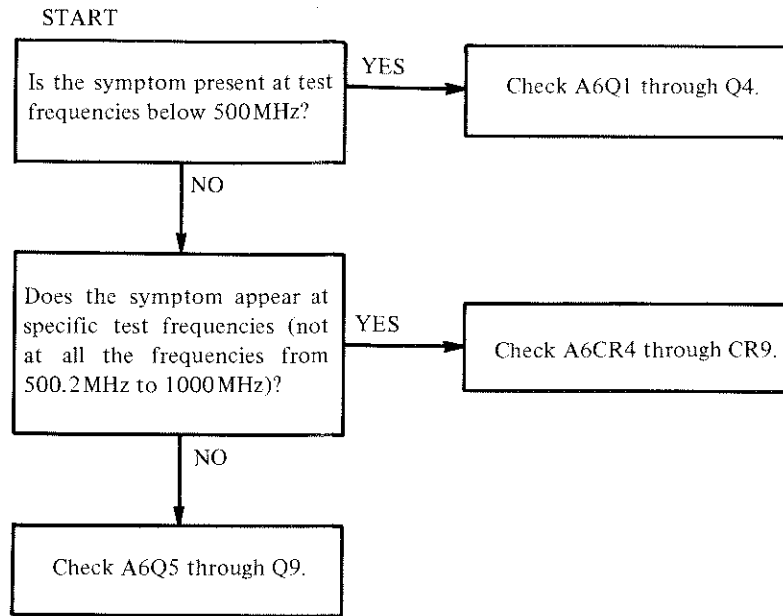 START
Is the symptom present at test
frequencies below 500MHz?
YES
Check A6Q1 through Q4.
NO
Does the symptom appear at
specific test frequencies (not
at all the frequencies from
500.2MHz to 1000MHz)?
YES
Check A6CR4 through CR9.
NO
Check A6Q5 through Q9.